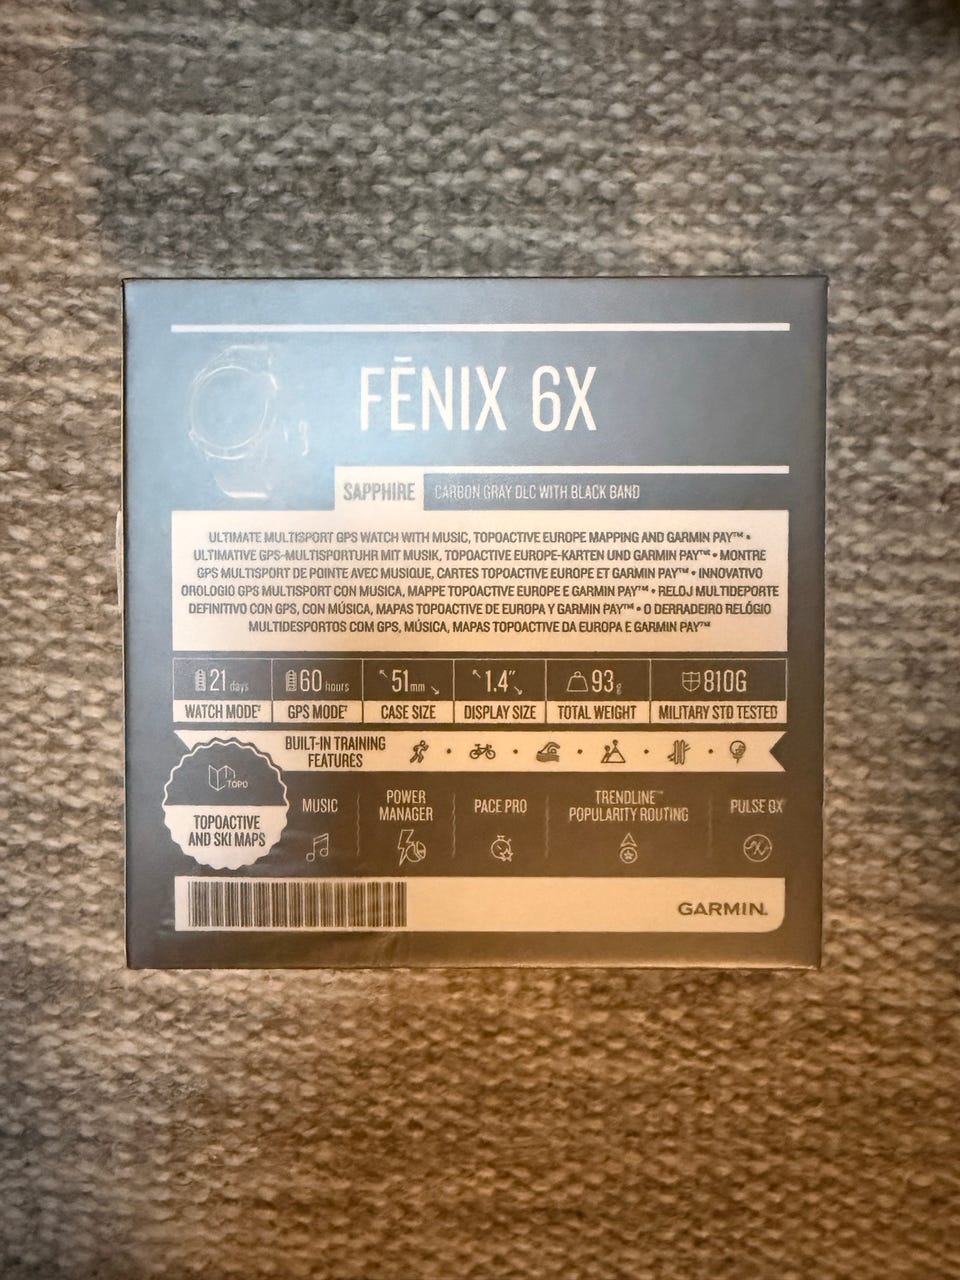 FĒNIX 6X
SAPPHIRE CARBON GRAY DLC WITH BLACK BAND
ULTIMATE MULTISPORT GPS WATCH WITH MUSIC, TOPOACTIVE EUROPE MAPPING AND GARMIN PAY™ •
ULTIMATIVE GPS-MULTISPORTUHR MIT MUSIK, TOPOACTIVE EUROPE-KARTEN UND GARMIN PAY™ • MONTRE
GPS MULTISPORT DE POINTE AVEC MUSIQUE, CARTES TOPOACTIVE EUROPE ET GARMIN PAY™ • INNOVATIVO
OROLOGIO GPS MULTISPORT CON MUSICA, MAPPE TOPOACTIVE EUROPE E GARMIN PAY™ • RELOJ MULTIDEPORTE
DEFINITIVO CON GPS, CON MÚSICA, MAPAS TOPOACTIVE DE EUROPA Y GARMIN PAY™ • O DERRADEIRO RELÓGIO
MULTIDESPORTOS COM GPS, MÚSICA, MAPAS TOPOACTIVE DA EUROPA E GARMIN PAY™
21 days 60 hours 51mm 1.4″ 93g 810G
WATCH MODE‡ GPS MODE‡ CASE SIZE DISPLAY SIZE TOTAL WEIGHT MILITARY STD TESTED
BUILT-IN TRAINING
FEATURES
TOPO
TOPOACTIVE
AND SKI MAPS
MUSIC
POWER
MANAGER
PACE PRO
TRENDLINE™
POPULARITY ROUTING
PULSE OX
GARMIN.